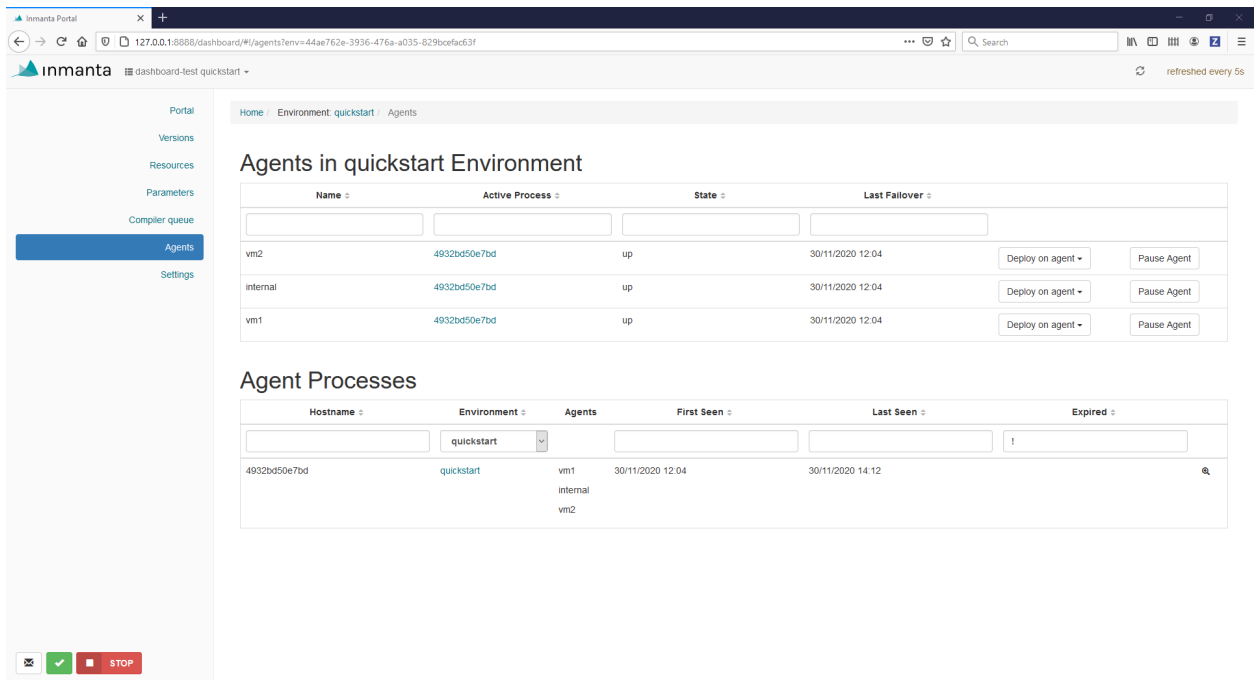 Inmanta Portal
127.0.0.1:8888/dashboard/#!/agents?env=44ae762e-3936-476a-a035-829bcefac63f
Search
Z
ınmanta dashboard-test quickstart
refreshed every 5s
Portal
Versions
Resources
Parameters
Compiler queue
Agents
Settings
Home / Environment: quickstart / Agents
Agents in quickstart Environment
Name Active Process State Last Failover
vm2 4932bd50e7bd up 30/11/2020 12:04 Deploy on agent Pause Agent
internal 4932bd50e7bd up 30/11/2020 12:04 Deploy on agent Pause Agent
vm1 4932bd50e7bd up 30/11/2020 12:04 Deploy on agent Pause Agent
Agent Processes
Hostname Environment Agents First Seen Last Seen Expired
quickstart !
4932bd50e7bd quickstart vm1 30/11/2020 12:04 30/11/2020 14:12
internal
vm2
STOP